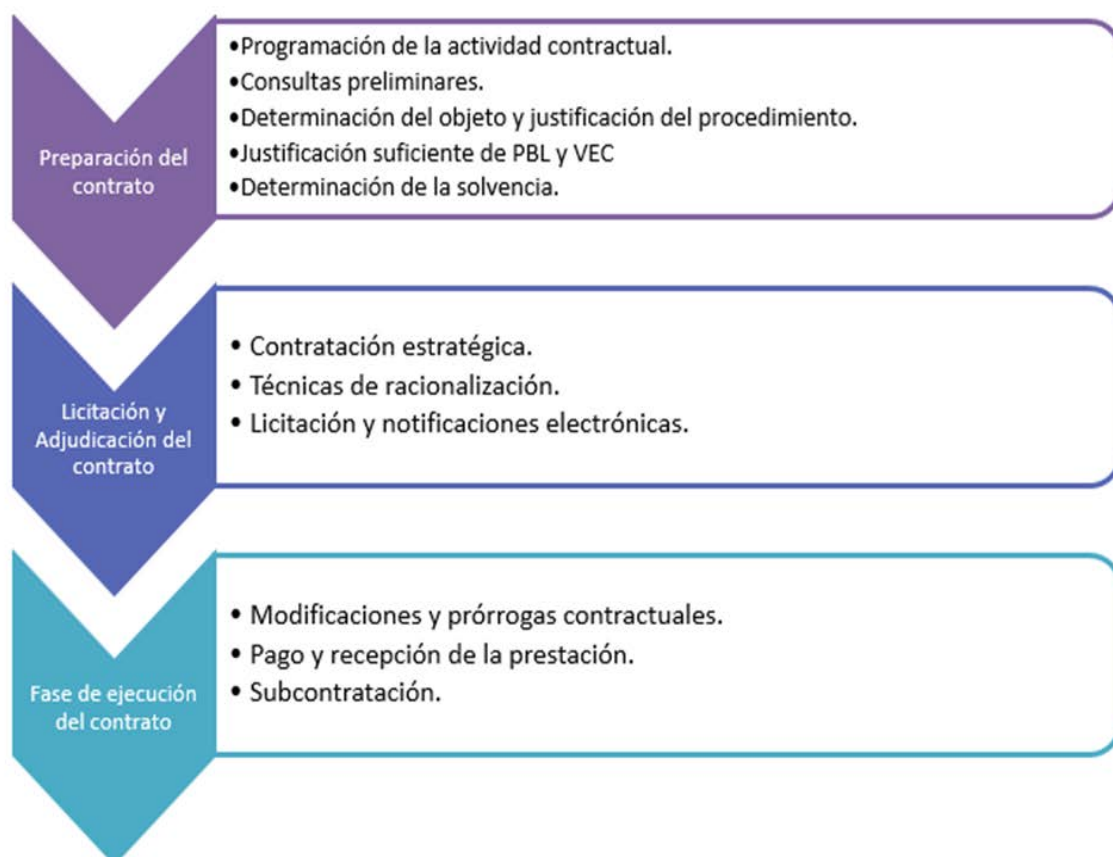 Preparación del
contrato
•Programación de la actividad contractual.
•Consultas preliminares.
•Determinación del objeto y justificación del procedimiento.
•Justificación suficiente de PBL y VEC
•Determinación de la solvencia.
Licitación y
Adjudicación del
contrato
• Contratación estratégica.
• Técnicas de racionalización.
• Licitación y notificaciones electrónicas.
Fase de ejecución
del contrato
• Modificaciones y prórrogas contractuales.
• Pago y recepción de la prestación.
• Subcontratación.